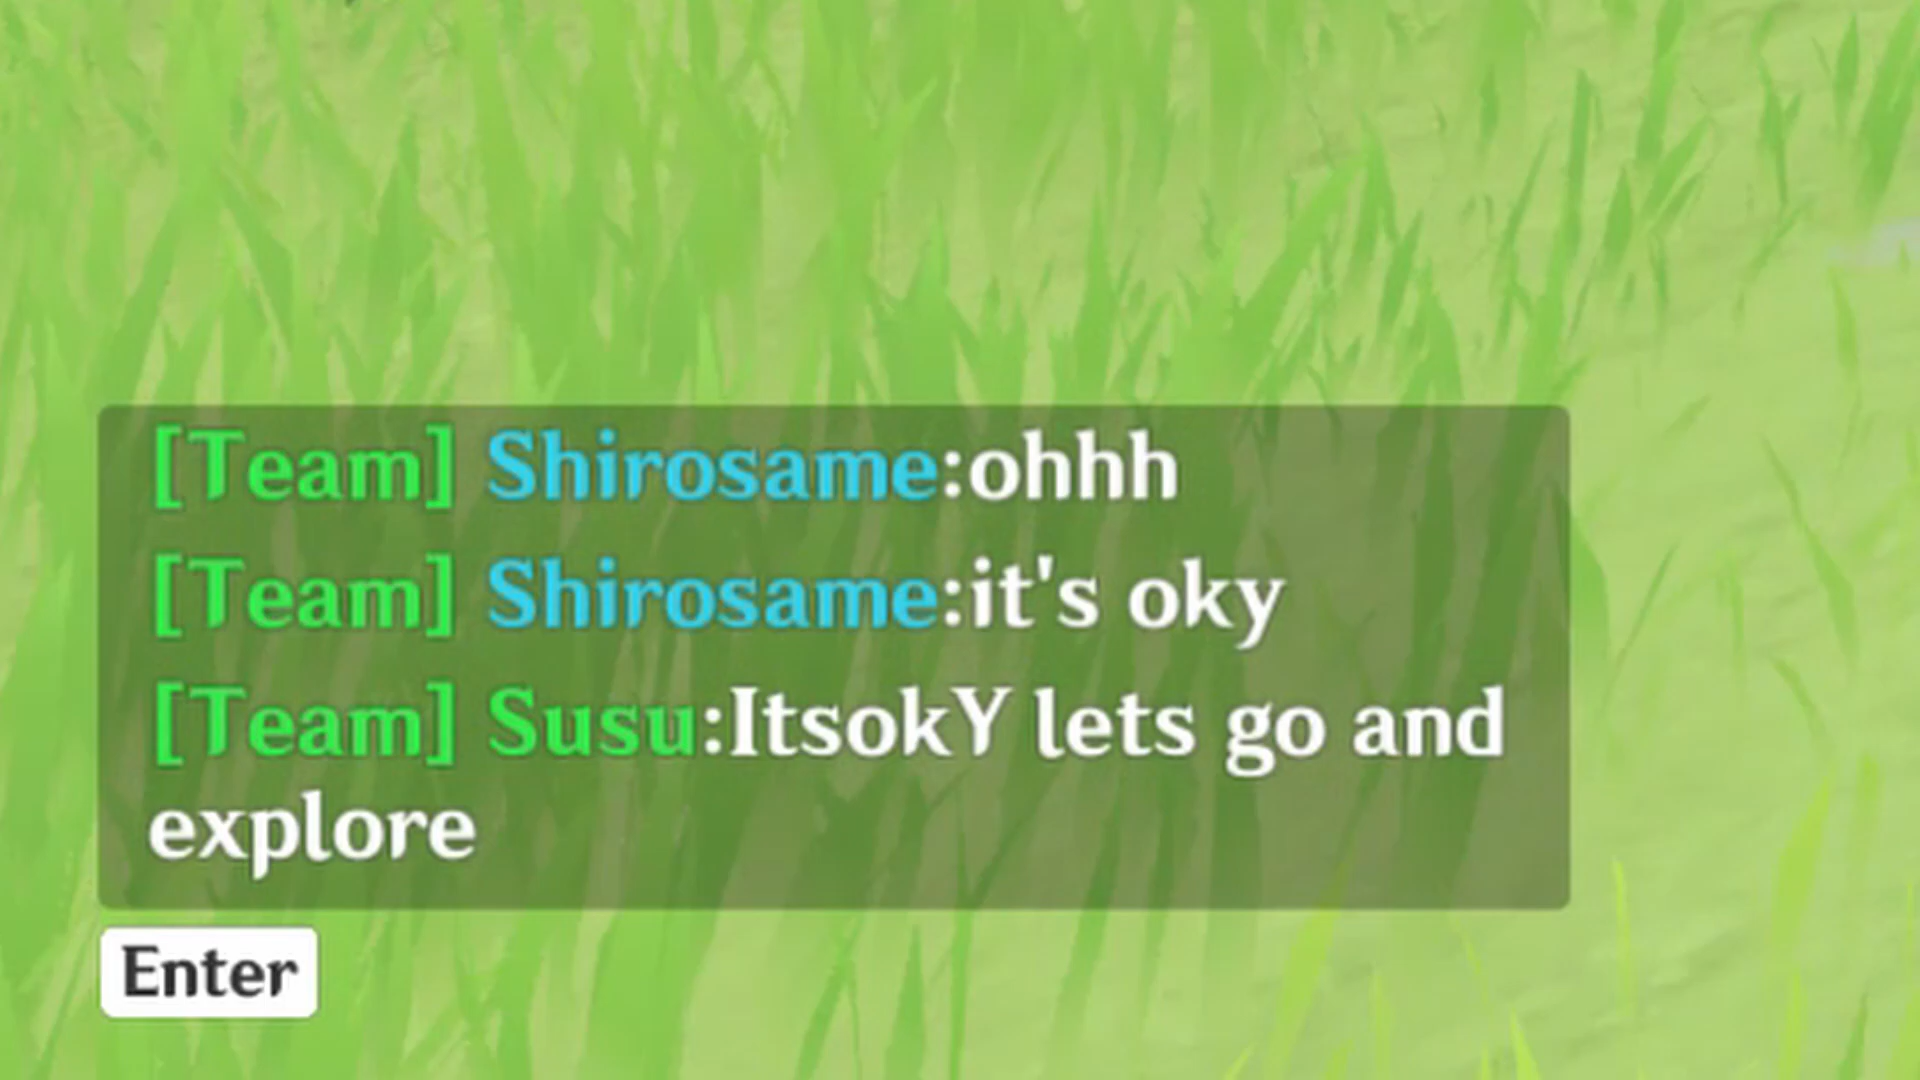 [Team] Shirosame:ohhh
[Team] Shirosame:it's oky
[Team] Susu:ItsokY lets go and
explore
Enter